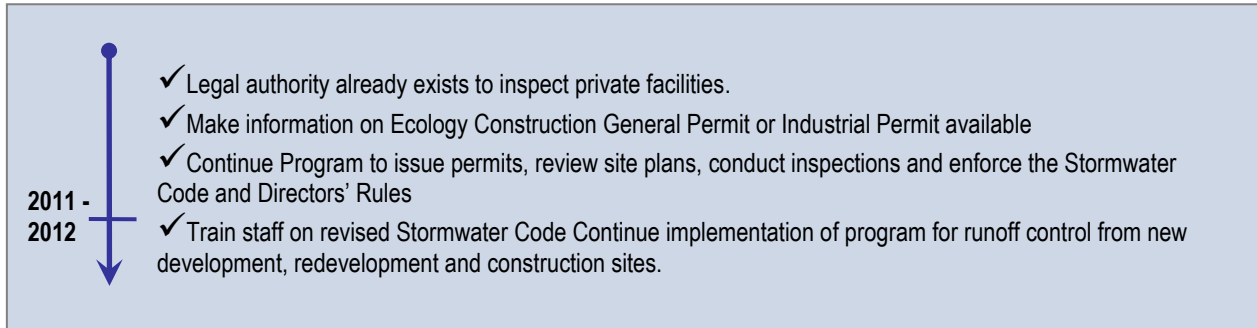 ✓Legal authority already exists to inspect private facilities.
✓Make information on Ecology Construction General Permit or Industrial Permit available
✓Continue Program to issue permits, review site plans, conduct inspections and enforce the Stormwater
Code and Directors’ Rules
2011 -
2012
✓Train staff on revised Stormwater Code Continue implementation of program for runoff control from new
development, redevelopment and construction sites.